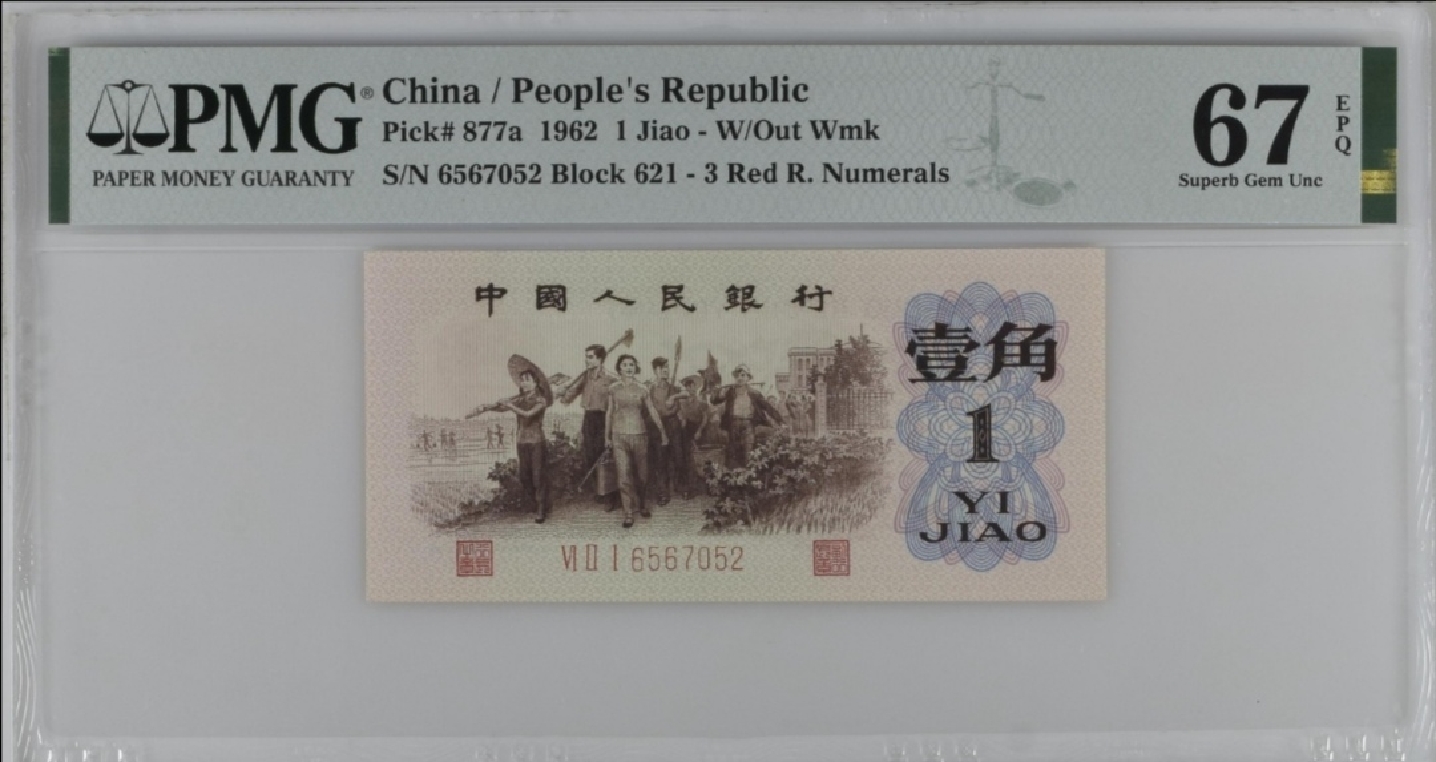 PMG®
PAPER MONEY GUARANTY
China / People's Republic
Pick# 877a 1962 1 Jiao - W/Out Wmk
S/N 6567052 Block 621 - 3 Red R. Numerals
67
EPQ
Superb Gem Unc
中國人民銀行
壹角
1
YI
JIAO
VI II I 6567052